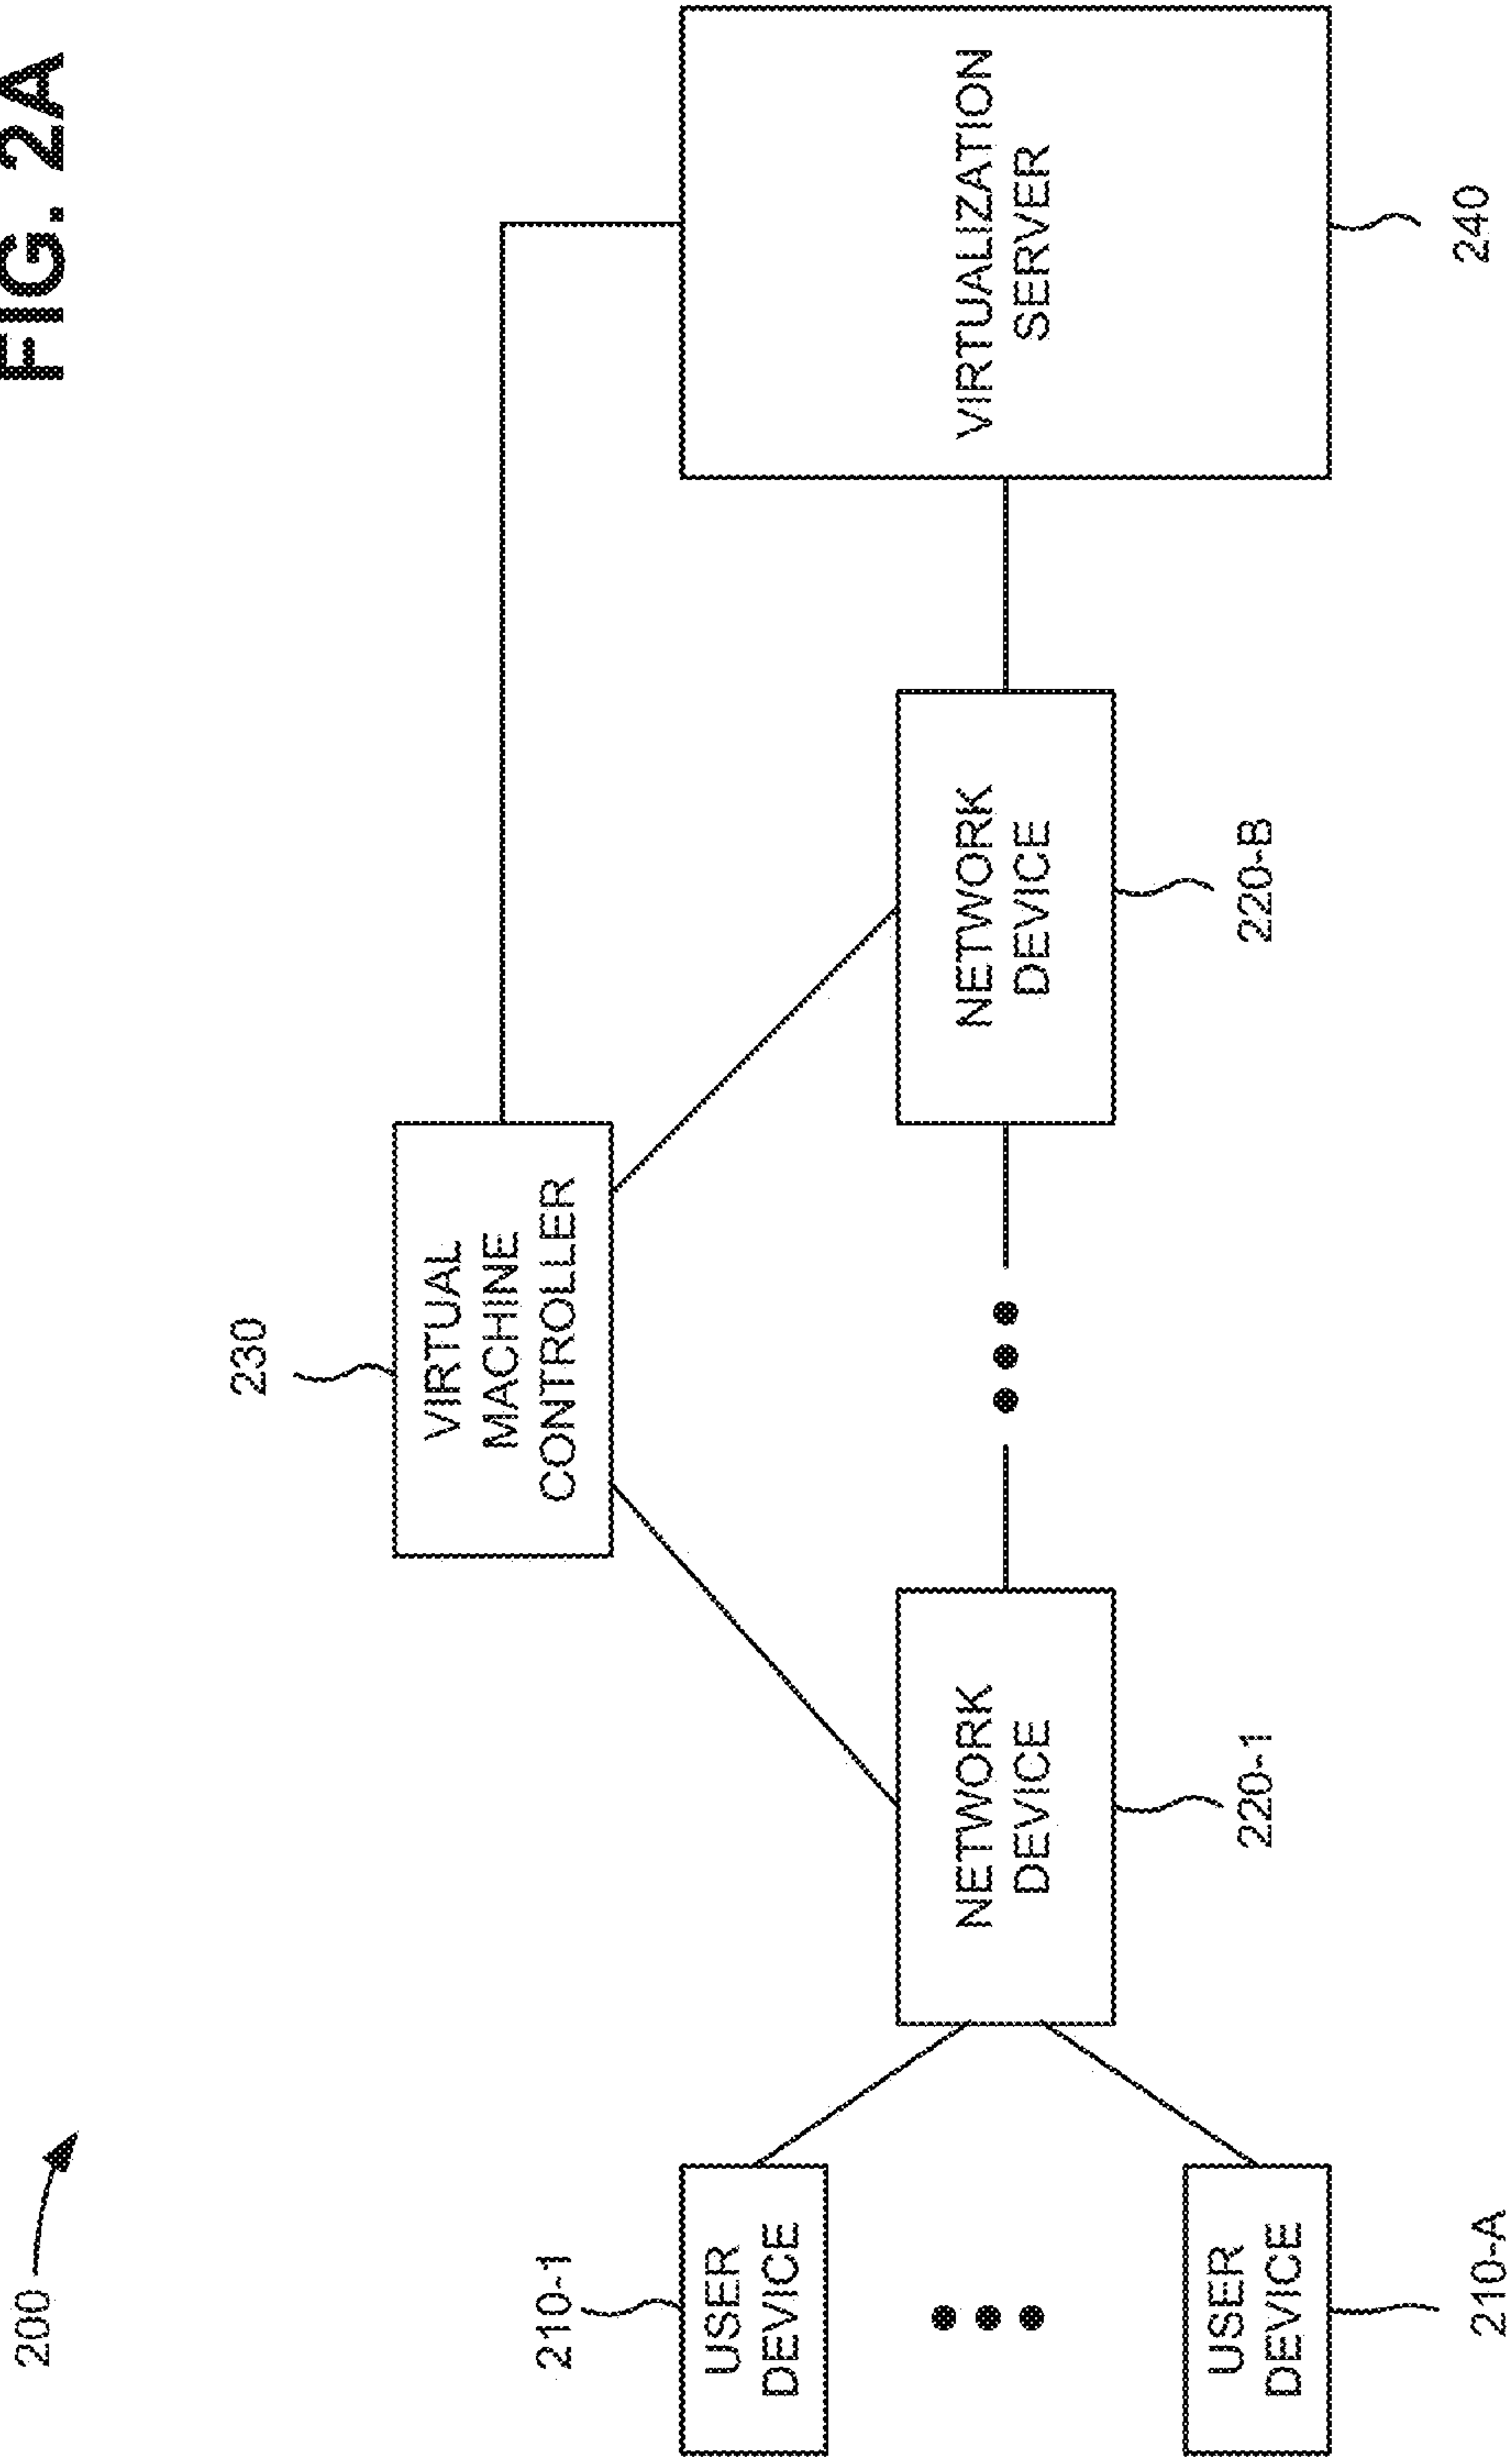 FIG. 2A
200
230
VIRTUAL
MACHINE
CONTROLLER
210-1
USER
DEVICE
NETWORK
DEVICE
220-1
NETWORK
DEVICE
220-B
VIRTUALIZATION
SERVER
240
USER
DEVICE
210-A